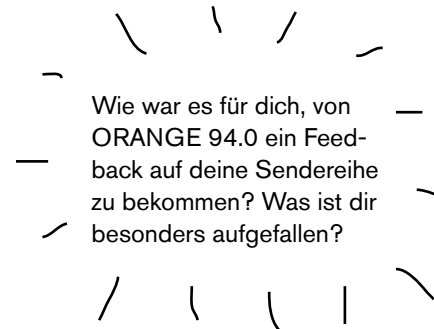 Wie war es für dich, von
ORANGE 94.0 ein Feed-
back auf deine Sendereihe
zu bekommen? Was ist dir
besonders aufgefallen?